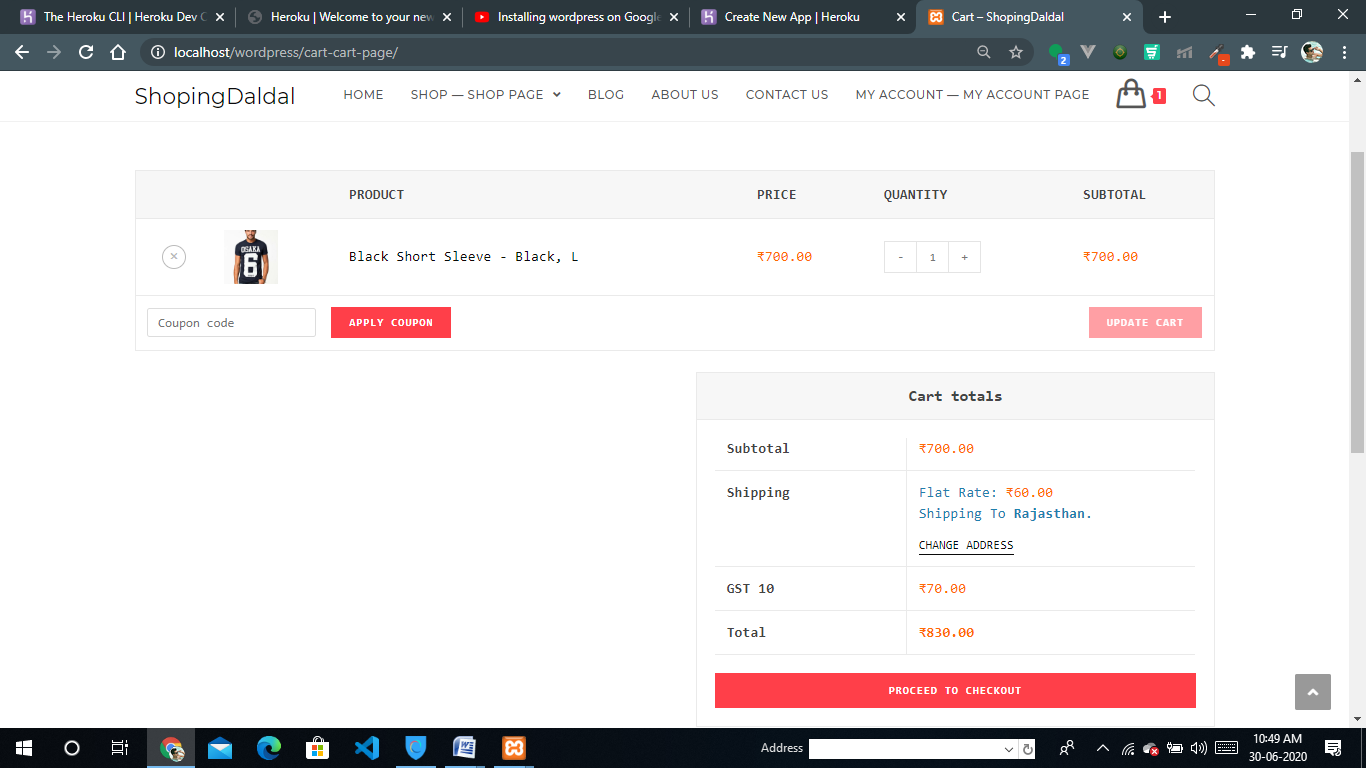 The Heroku CLI | Heroku Dev C
Heroku | Welcome to your new
Installing wordpress on Google
Create New App | Heroku
Cart – ShopingDaldal
localhost/wordpress/cart-cart-page/
2
-
ShopingDaldal
HOME
SHOP — SHOP PAGE
BLOG
ABOUT US
CONTACT US
MY ACCOUNT — MY ACCOUNT PAGE
1
PRODUCT PRICE QUANTITY SUBTOTAL
× OSAKA 6 Black Short Sleeve - Black, L ₹700.00 - 1 + ₹700.00
Coupon code APPLY COUPON UPDATE CART
Cart totals
Subtotal ₹700.00
Shipping Flat Rate: ₹60.00
Shipping To Rajasthan.
CHANGE ADDRESS
GST 10 ₹70.00
Total ₹830.00
PROCEED TO CHECKOUT
Address
10:49 AM
30-06-2020